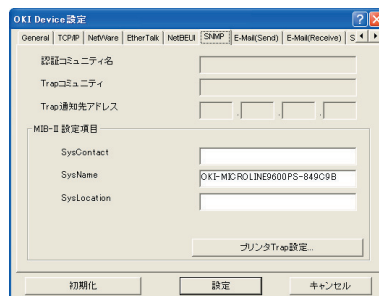 OKI Device設定
General TCP/IP NetWare EtherTalk NetBEUI SNMP E-Mail(Send) E-Mail(Receive) S
認証コミュニティ名
Trapコミュニティ
Trap通知先アドレス
MIB-II 設定項目
SysContact
SysName OKI-MICROLINE9600PS-849C9B
SysLocation
プリンタTrap設定...
初期化 設定 キャンセル